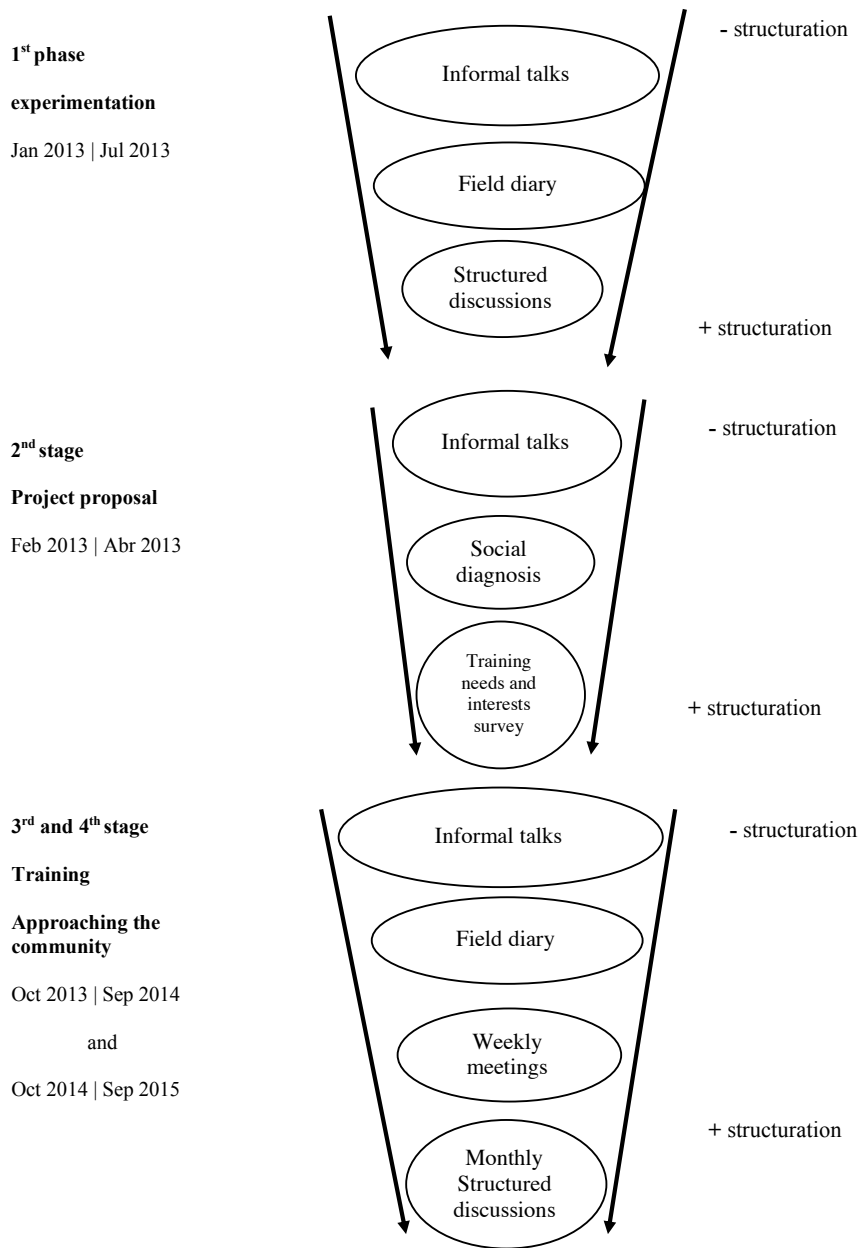 - structuration
1st phase
experimentation
Jan 2013 | Jul 2013
Informal talks
Field diary
Structured
discussions
+ structuration
2nd stage
Project proposal
Feb 2013 | Abr 2013
Informal talks
- structuration
Social
diagnosis
Training
needs and
interests
survey
+ structuration
3rd and 4th stage
Training
Approaching the
community
Oct 2013 | Sep 2014
and
Oct 2014 | Sep 2015
Informal talks
- structuration
Field diary
Weekly
meetings
+ structuration
Monthly
Structured
discussions